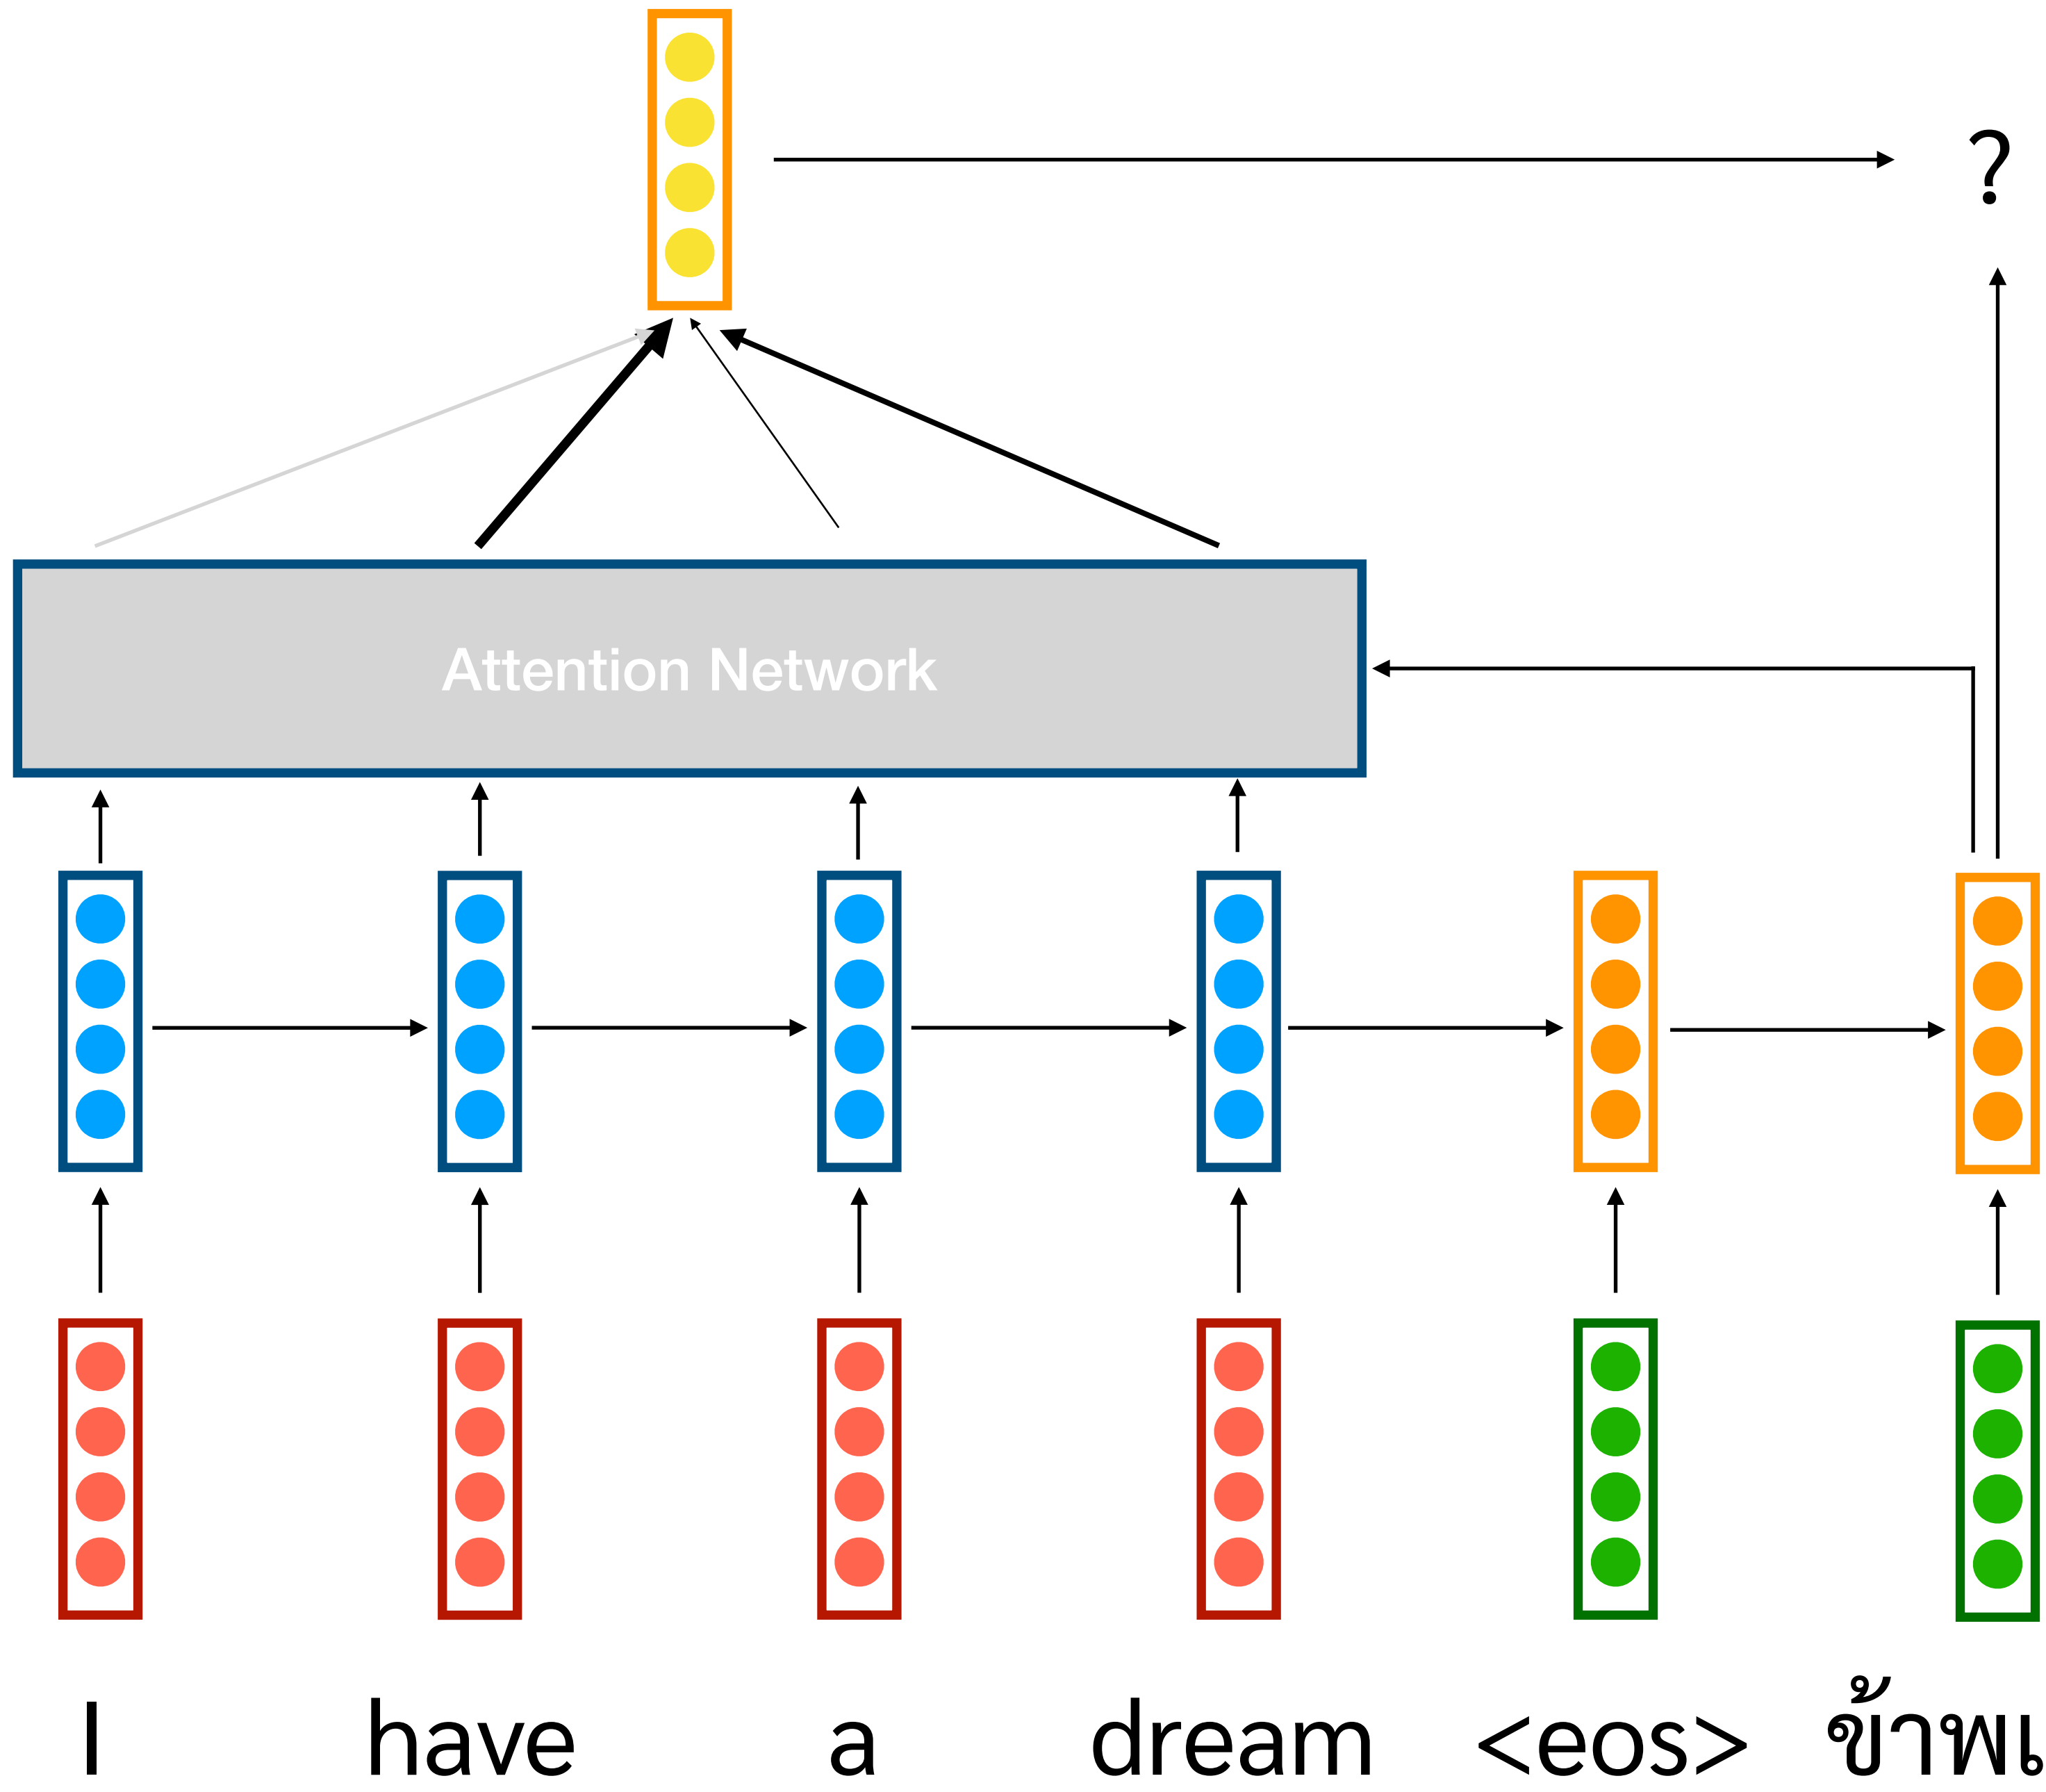 ?
Attention Network
I have a dream <eos> ข้าพเ